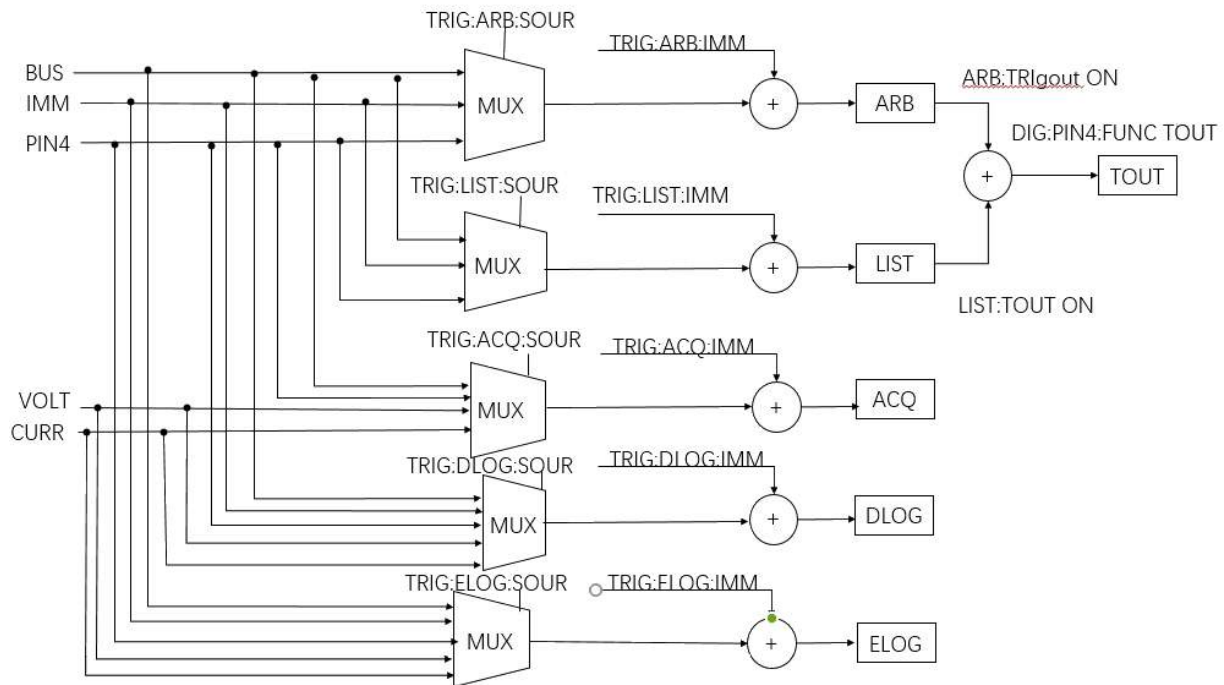 TRIG:ARB:SOUR
TRIG:ARB:IMM
BUS
IMM
PIN4
MUX
+
ARB
ARB:TRIgout ON
DIG:PIN4:FUNC TOUT
+
TOUT
TRIG:LIST:SOUR
TRIG:LIST:IMM
MUX
+
LIST
LIST:TOUT ON
TRIG:ACQ:SOUR
TRIG:ACQ:IMM
VOLT
CURR
MUX
+
ACQ
TRIG:DLOG:SOUR
TRIG:DLOG:IMM
MUX
+
DLOG
TRIG:ELOG:SOUR
TRIG:ELOG:IMM
MUX
+
ELOG